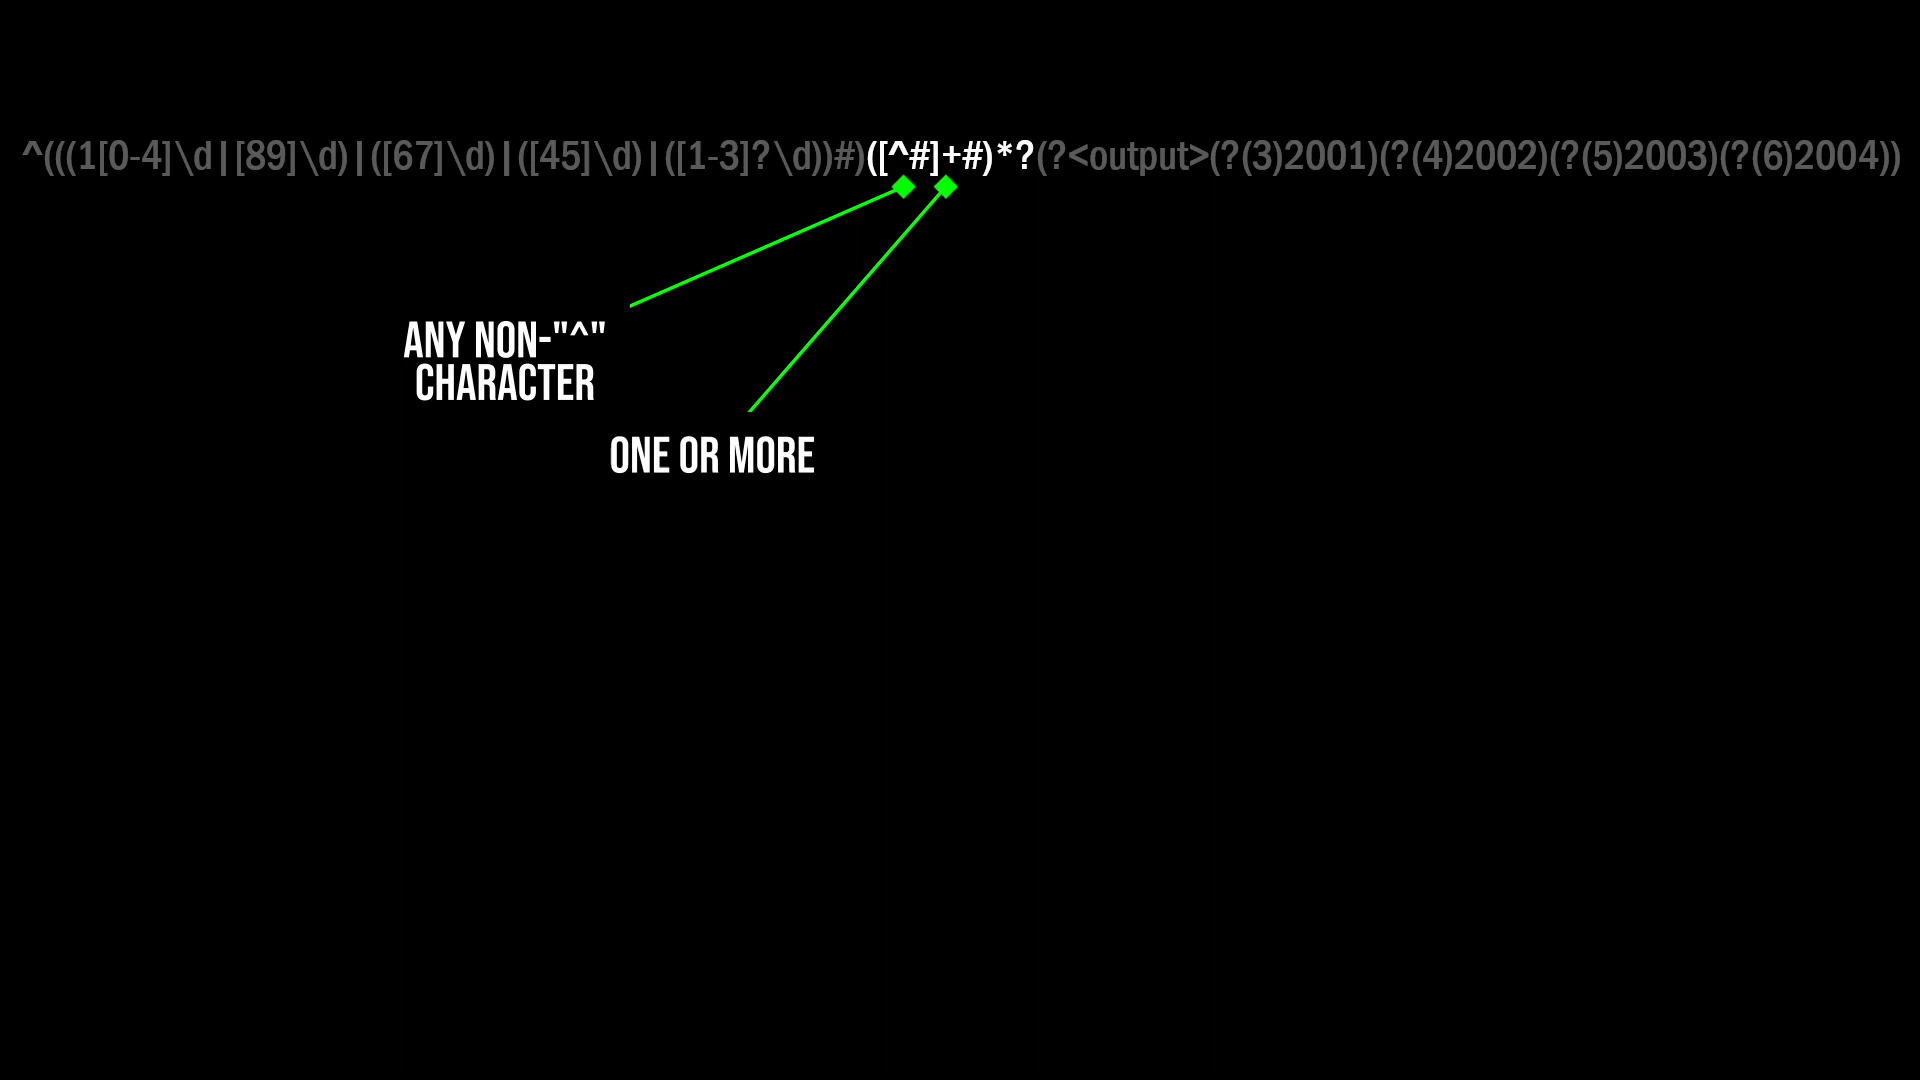 ^(((1[0-4]\d|[89]\d)|([67]\d)|([45]\d)|([1-3]?\d))#)([^#]+#)*?(?<output>(?(3)2001)(?(4)2002)(?(5)2003)(?(6)2004))
ANY NON-"^"
CHARACTER
ONE OR MORE